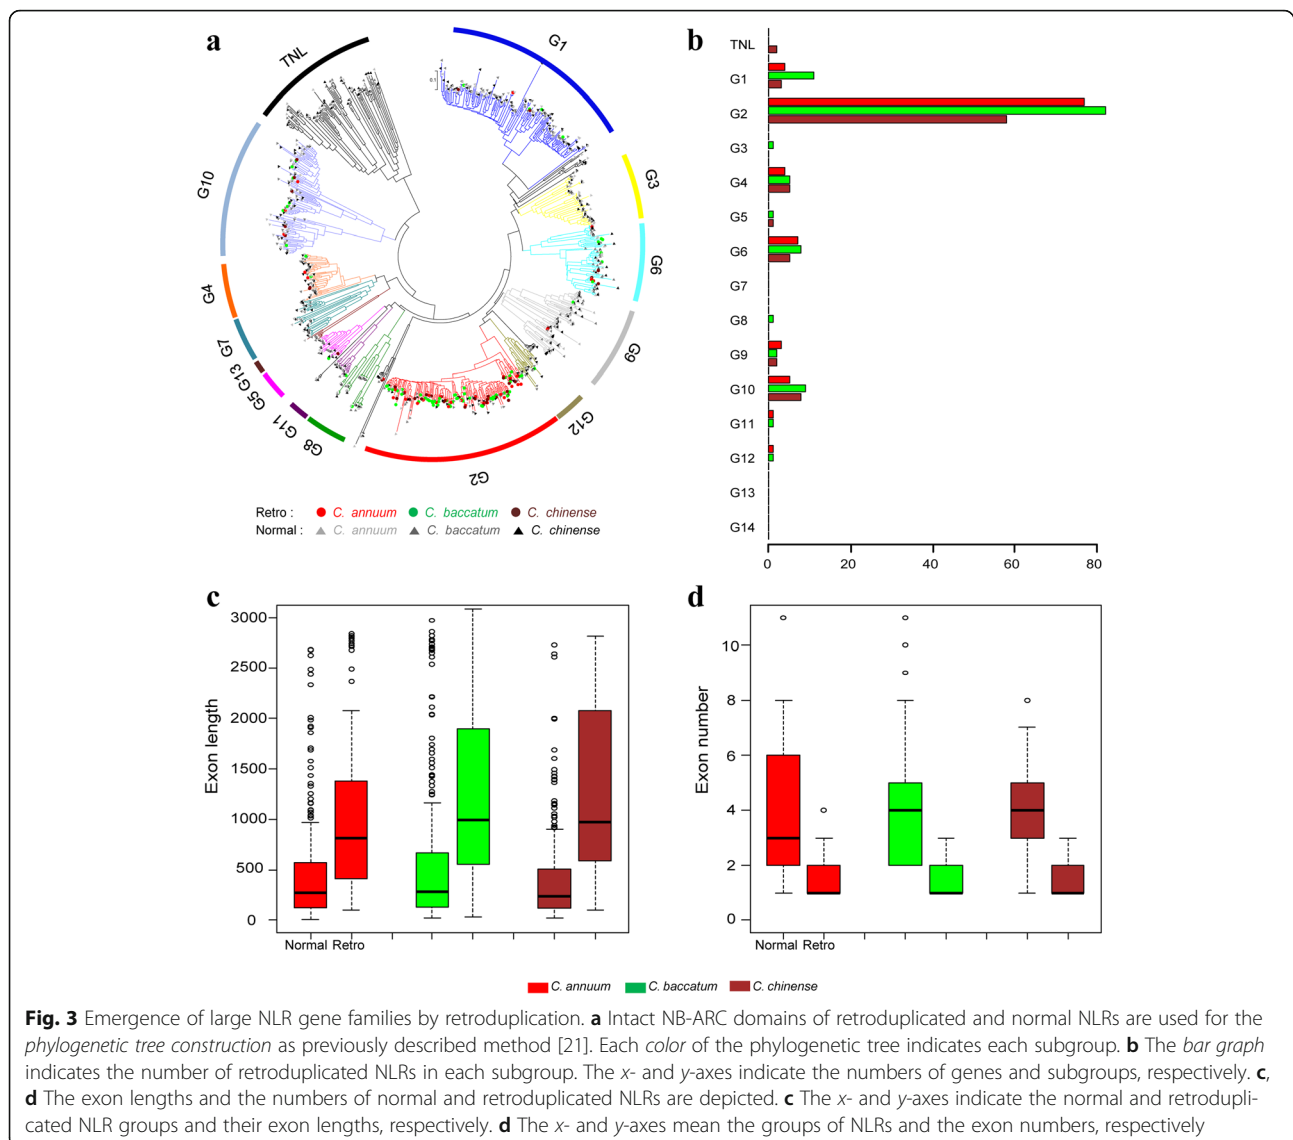 a
TNL
G1
G3
G6
G9
G12
G2
G8
G11
G5
G13
G7
G4
G10
0.1
Retro : C. annuum C. baccatum C. chinense
Normal : C. annuum C. baccatum C. chinense
b
TNL
G1
G2
G3
G4
G5
G6
G7
G8
G9
G10
G11
G12
G13
G14
0 20 40 60 80
c
Exon length
3000
2500
2000
1500
1000
500
0
Normal Retro
d
Exon number
10
8
6
4
2
0
Normal Retro
C. annuum C. baccatum C. chinense
Fig. 3 Emergence of large NLR gene families by retroduplication. a Intact NB-ARC domains of retroduplicated and normal NLRs are used for the
phylogenetic tree construction as previously described method [21]. Each color of the phylogenetic tree indicates each subgroup. b The bar graph
indicates the number of retroduplicated NLRs in each subgroup. The x- and y-axes indicate the numbers of genes and subgroups, respectively. c,
d The exon lengths and the numbers of normal and retroduplicated NLRs are depicted. c The x- and y-axes indicate the normal and retrodupli-
cated NLR groups and their exon lengths, respectively. d The x- and y-axes mean the groups of NLRs and the exon numbers, respectively